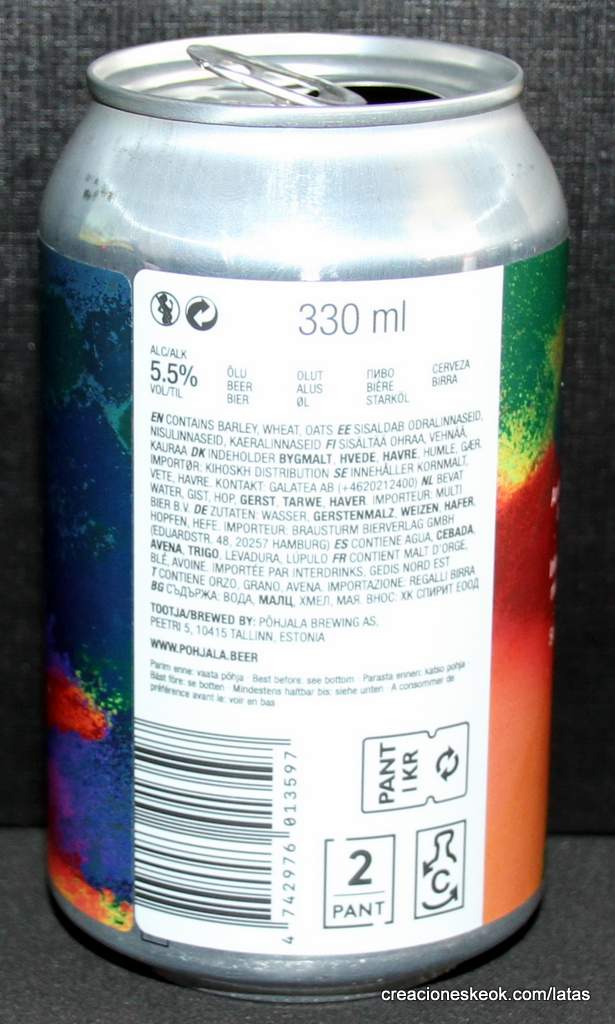 330 ml
ALC/ALK
5.5%
VOL/TIL
ÕLU
BEER
BIER
OLUT
ALUS
ØL
ПИВО
BIÈRE
STARKÖL
CERVEZA
BIRRA
EN CONTAINS BARLEY, WHEAT, OATS EE SISALDAB ODRALINNASEID,
NISULINNASEID, KAERALINNASEID FI SISÄLTÄÄ OHRAA, VEHNÄÄ,
KAURAA DK INDEHOLDER BYGMALT, HVEDE, HAVRE, HUMLE, GÆR.
IMPORTØR: KIHOSKH DISTRIBUTION SE INNEHÅLLER KORNMALT,
VETE, HAVRE. KONTAKT: GALATEA AB (+4620212400) NL BEVAT
WATER, GIST, HOP, GERST, TARWE, HAVER. IMPORTEUR: MULTI
BIER B.V. DE ZUTATEN: WASSER, GERSTENMALZ, WEIZEN, HAFER,
HOPFEN, HEFE. IMPORTEUR: BRAUSTURM BIERVERLAG GMBH
(EDUARDSTR. 48, 20257 HAMBURG) ES CONTIENE AGUA, CEBADA,
AVENA, TRIGO, LEVADURA, LÚPULO FR CONTIENT MALT D'ORGE,
BLÉ, AVOINE. IMPORTÉE PAR INTERDRINKS, GEDIS NORD EST
T CONTIENE ORZO, GRANO, AVENA. IMPORTAZIONE: REGALLI BIRRA
BG СЪДЪРЖА: ВОДА, МАЛЦ, ХМЕЛ, МАЯ. ВНОС: ХК СПИРИТ ЕООД
TOOTJA/BREWED BY: PÕHJALA BREWING AS,
PEETRI 5, 10415 TALLINN, ESTONIA
WWW.POHJALA.BEER
Parim enne: vaata põhja · Best before: see bottom · Parasta ennen: katso pohja
Bäst före: se botten · Mindestens haltbar bis: siehe unten · A consommer de
préférence avant le: voir en bas
4 742976 013597
PANT
1 KR
2
PANT
C
creacioneskeok.com/latas